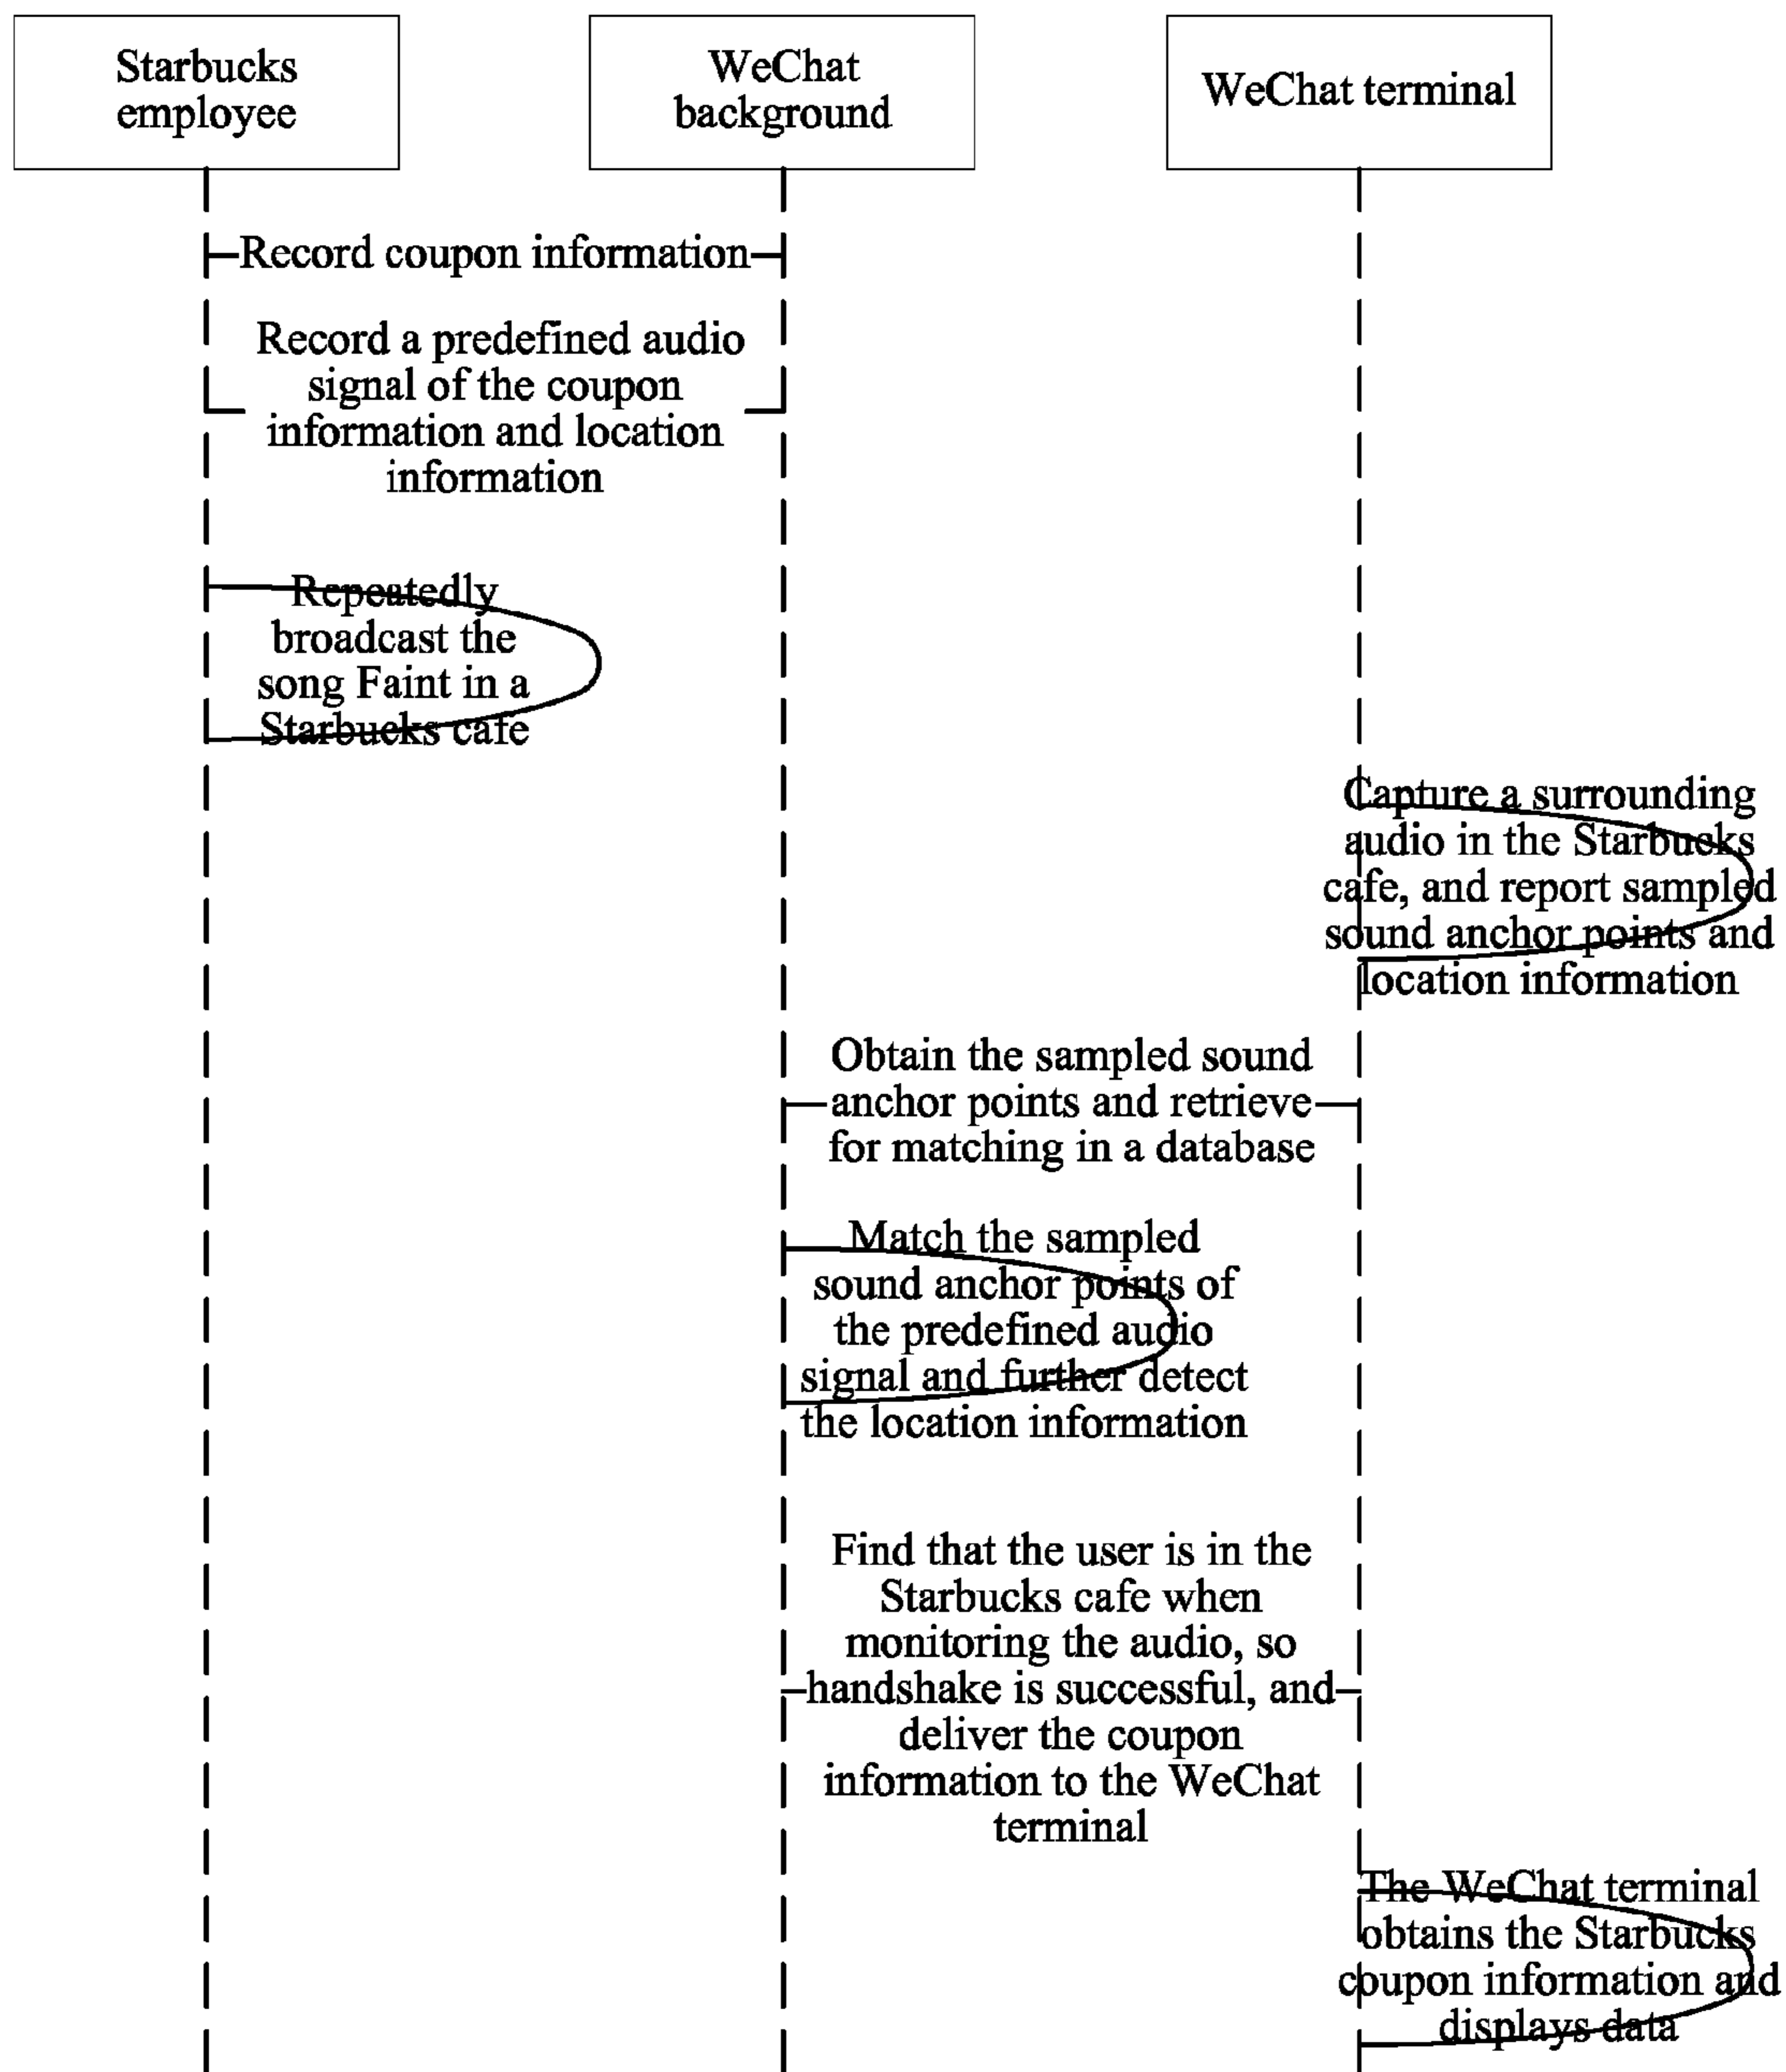 Starbucks
employee
WeChat
background
WeChat terminal
Record coupon information
Record a predefined audio
signal of the coupon
information and location
information
Repeatedly
broadcast the
song Faint in a
Starbucks cafe
Capture a surrounding
audio in the Starbucks
cafe, and report sampled
sound anchor points and
location information
Obtain the sampled sound
anchor points and retrieve
for matching in a database
Match the sampled
sound anchor points of
the predefined audio
signal and further detect
the location information
Find that the user is in the
Starbucks cafe when
monitoring the audio, so
handshake is successful, and
deliver the coupon
information to the WeChat
terminal
The WeChat terminal
obtains the Starbucks
coupon information and
displays data